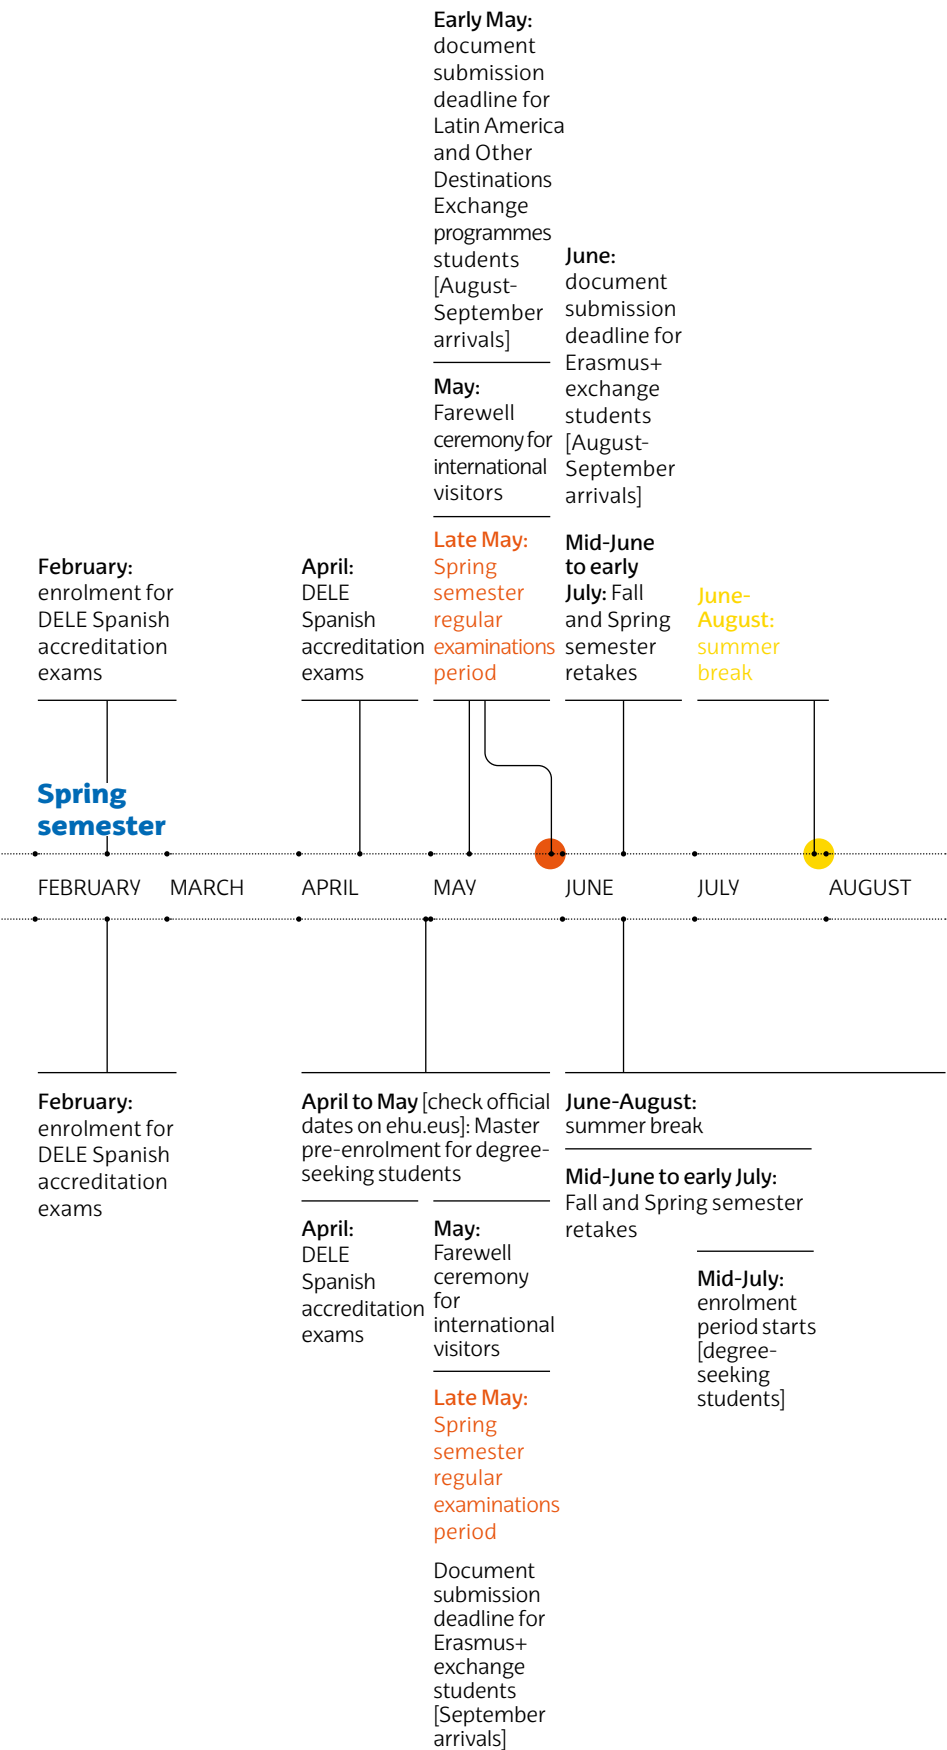 Early May:
document
submission
deadline for
Latin America
and Other
Destinations
Exchange
programmes
students
[August-
September
arrivals]
May:
Farewell
ceremony for
international
visitors
June:
document
submission
deadline for
Erasmus+
exchange
students
[August-
September
arrivals]
February:
enrolment for
DELE Spanish
accreditation
exams
April:
DELE
Spanish
accreditation
exams
Late May:
Spring
semester
regular
examinations
period
Mid-June
to early
July: Fall
and Spring
semester
retakes
June-
August:
summer
break
Spring
semester
FEBRUARY MARCH APRIL MAY JUNE JULY AUGUST
February:
enrolment for
DELE Spanish
accreditation
exams
April to May [check official
dates on ehu.eus]: Master
pre-enrolment for degree-
seeking students
April:
DELE
Spanish
accreditation
exams
May:
Farewell
ceremony
for
international
visitors
Late May:
Spring
semester
regular
examinations
period
Document
submission
deadline for
Erasmus+
exchange
students
[September
arrivals]
June-August:
summer break
Mid-June to early July:
Fall and Spring semester
retakes
Mid-July:
enrolment
period starts
[degree-
seeking
students]